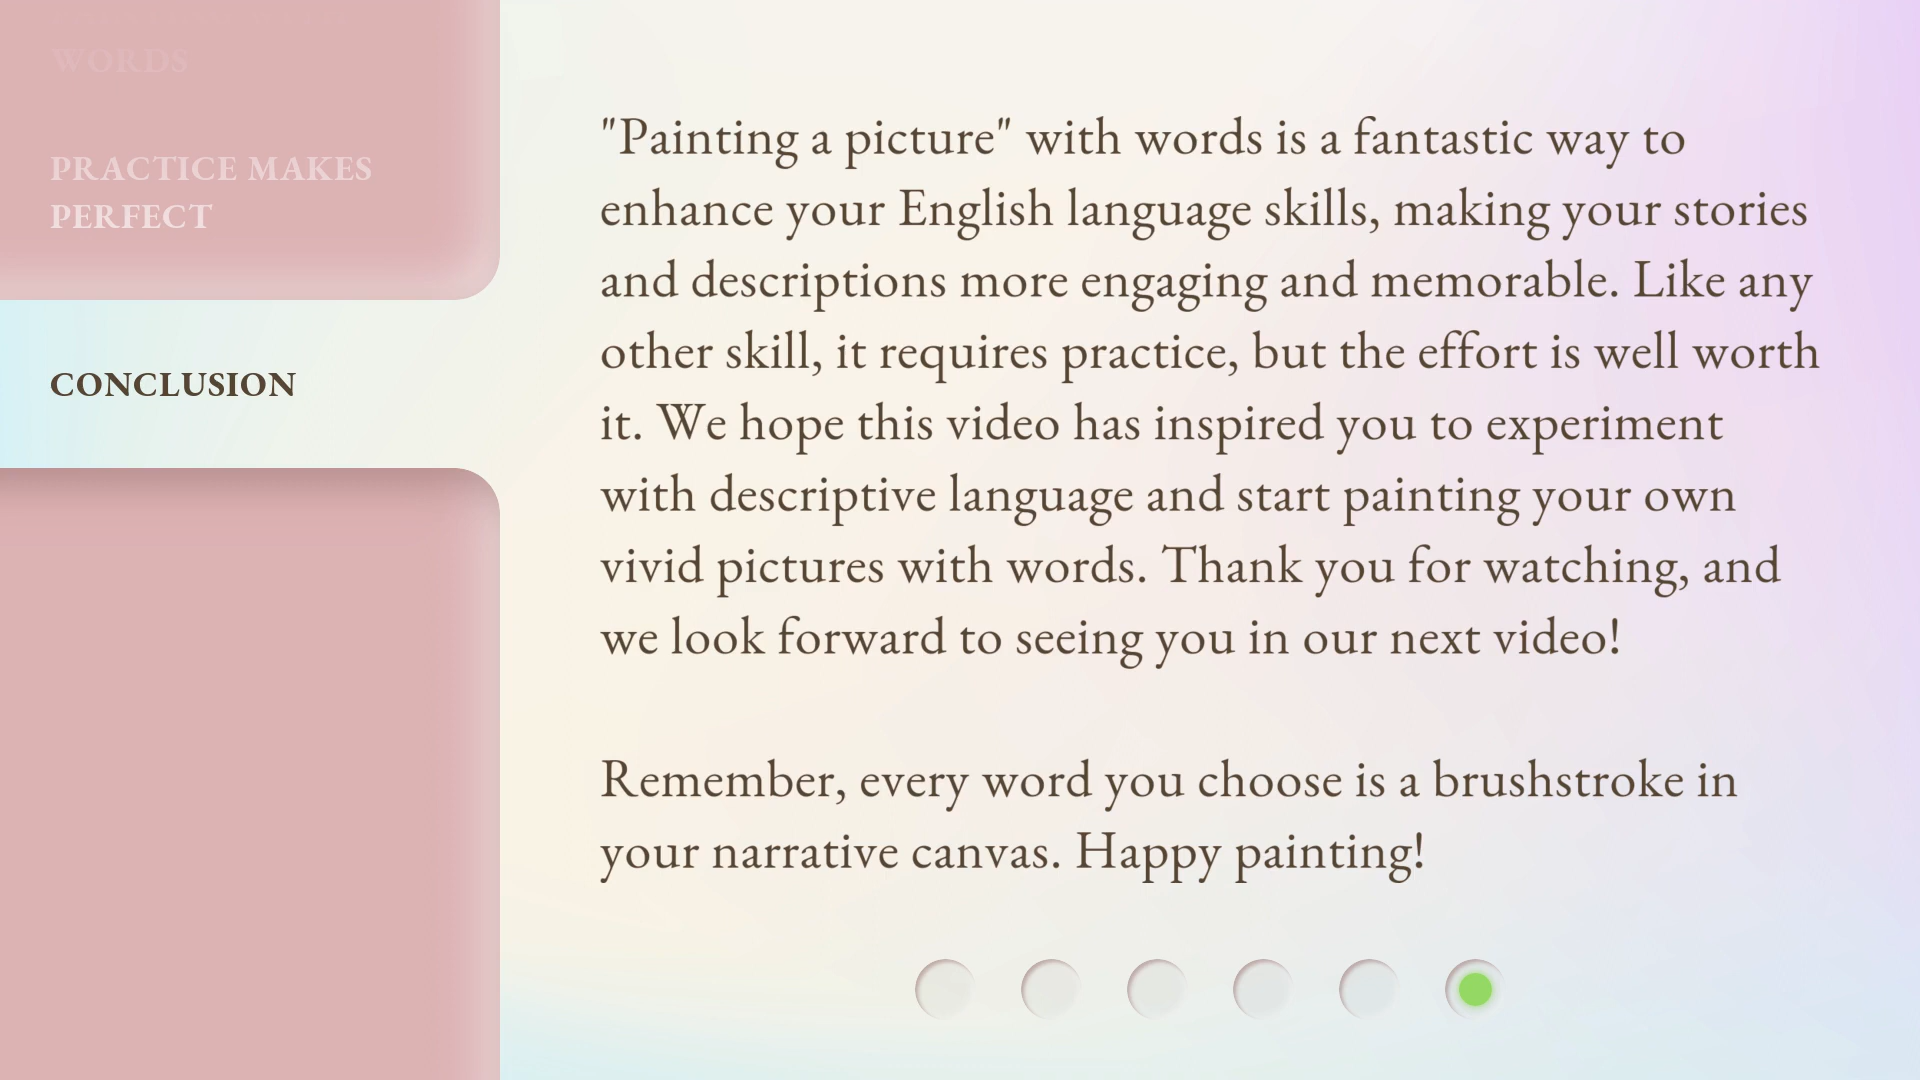 WORDS
PRACTICE MAKES
PERFECT
CONCLUSION
"Painting a picture" with words is a fantastic way to
enhance your English language skills, making your stories
and descriptions more engaging and memorable. Like any
other skill, it requires practice, but the effort is well worth
it. We hope this video has inspired you to experiment
with descriptive language and start painting your own
vivid pictures with words. Thank you for watching, and
we look forward to seeing you in our next video!
Remember, every word you choose is a brushstroke in
your narrative canvas. Happy painting!